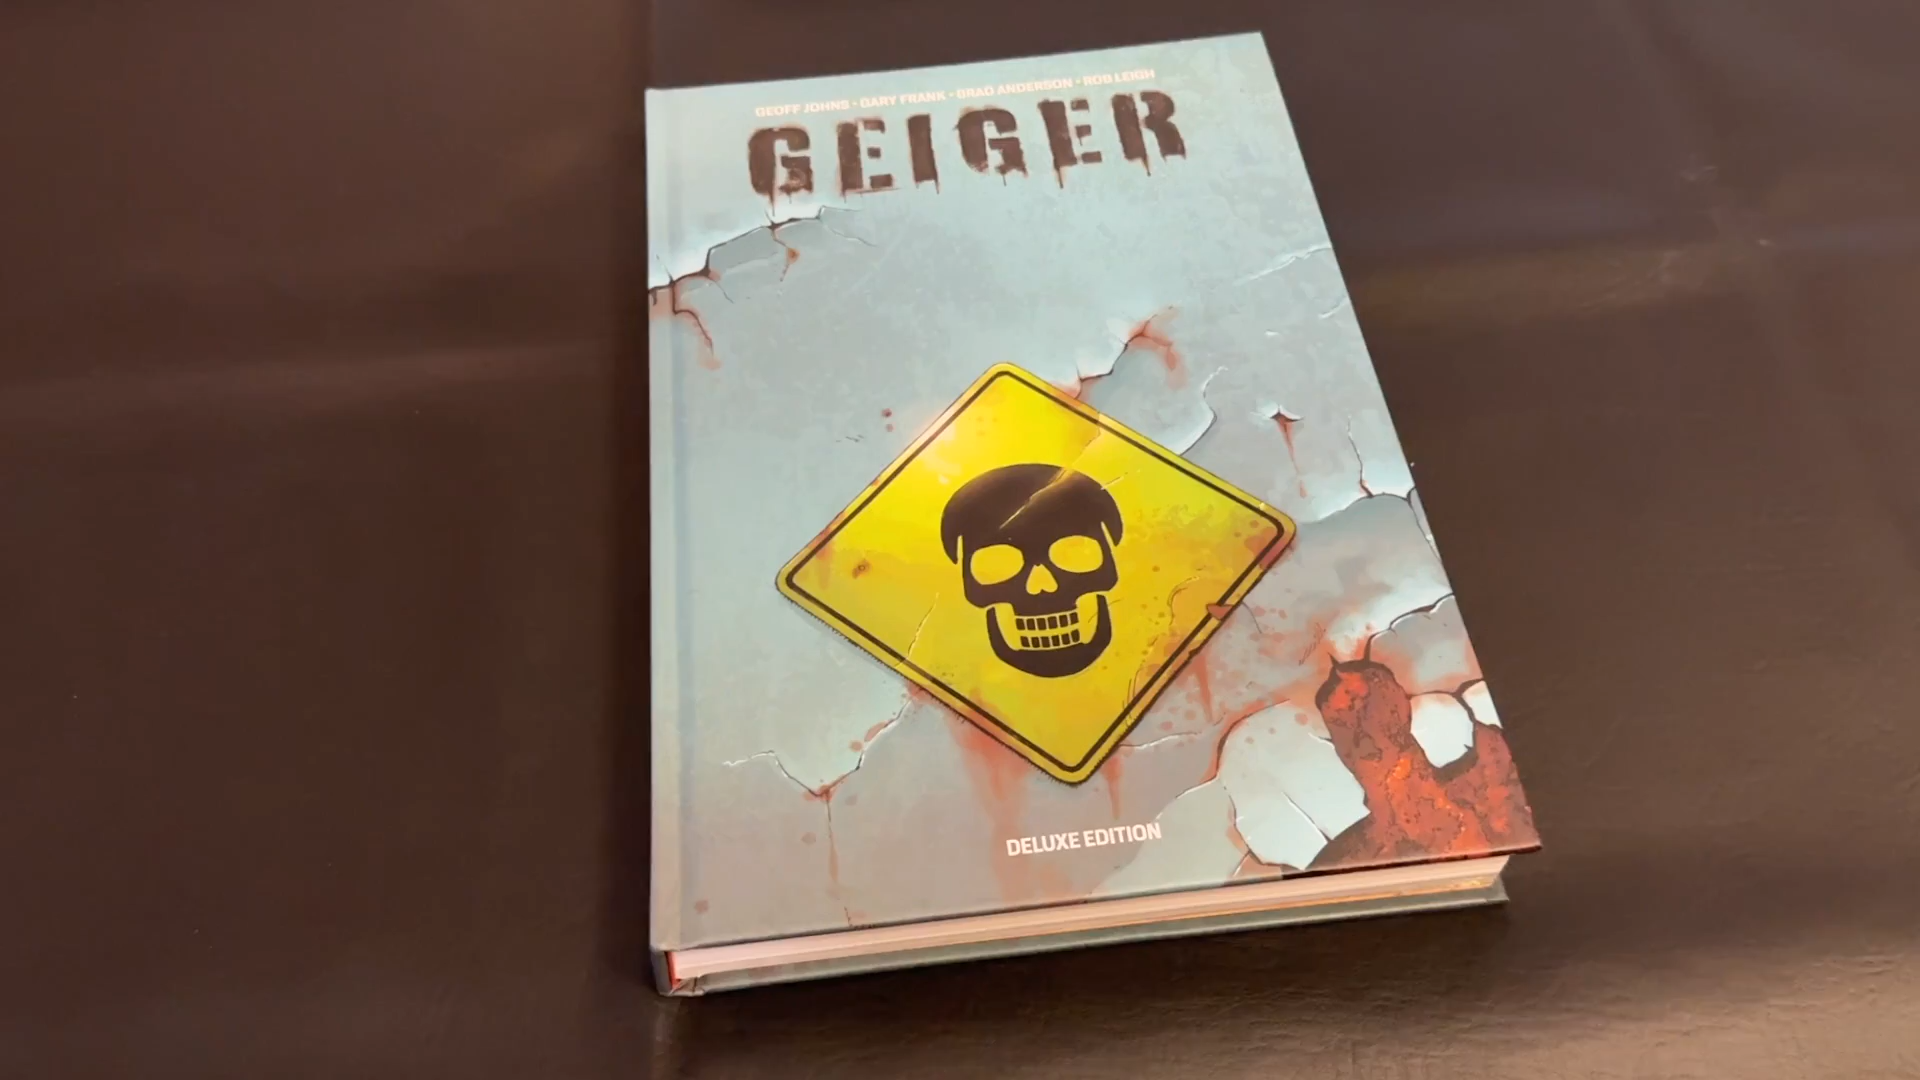 GEOFF JOHNS • GARY FRANK • BRAD ANDERSON • ROB LEIGH
GEIGER
DELUXE EDITION